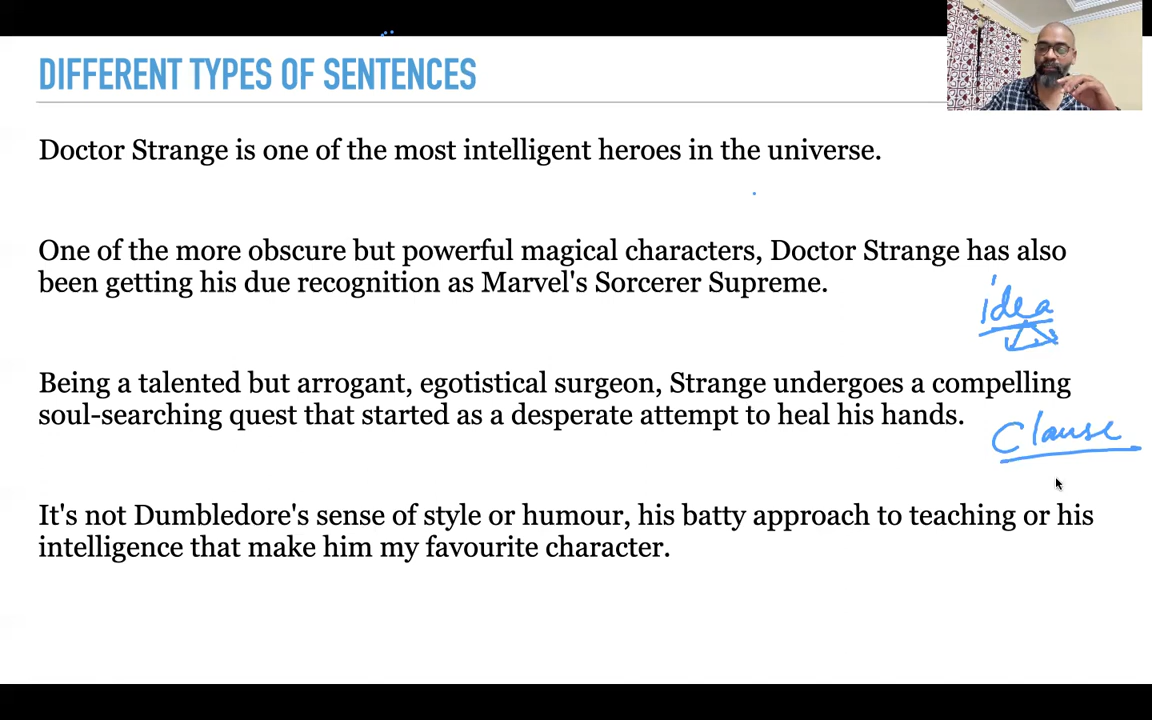 DIFFERENT TYPES OF SENTENCES
Doctor Strange is one of the most intelligent heroes in the universe.
One of the more obscure but powerful magical characters, Doctor Strange has also
been getting his due recognition as Marvel's Sorcerer Supreme.
idea
Being a talented but arrogant, egotistical surgeon, Strange undergoes a compelling
soul-searching quest that started as a desperate attempt to heal his hands.
Clause
It's not Dumbledore's sense of style or humour, his batty approach to teaching or his
intelligence that make him my favourite character.